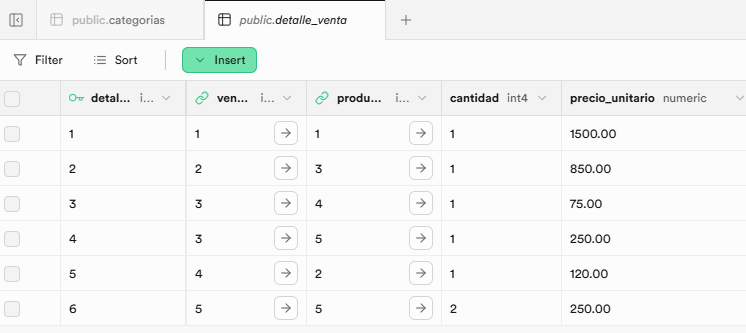 public.categorias public.detalle_venta
Filter Sort Insert
detal... i... ven... i... produ... i... cantidad int4 precio_unitario numeric
1 1 1 1 1500.00
2 2 3 1 850.00
3 3 4 1 75.00
4 3 5 1 250.00
5 4 2 1 120.00
6 5 5 2 250.00